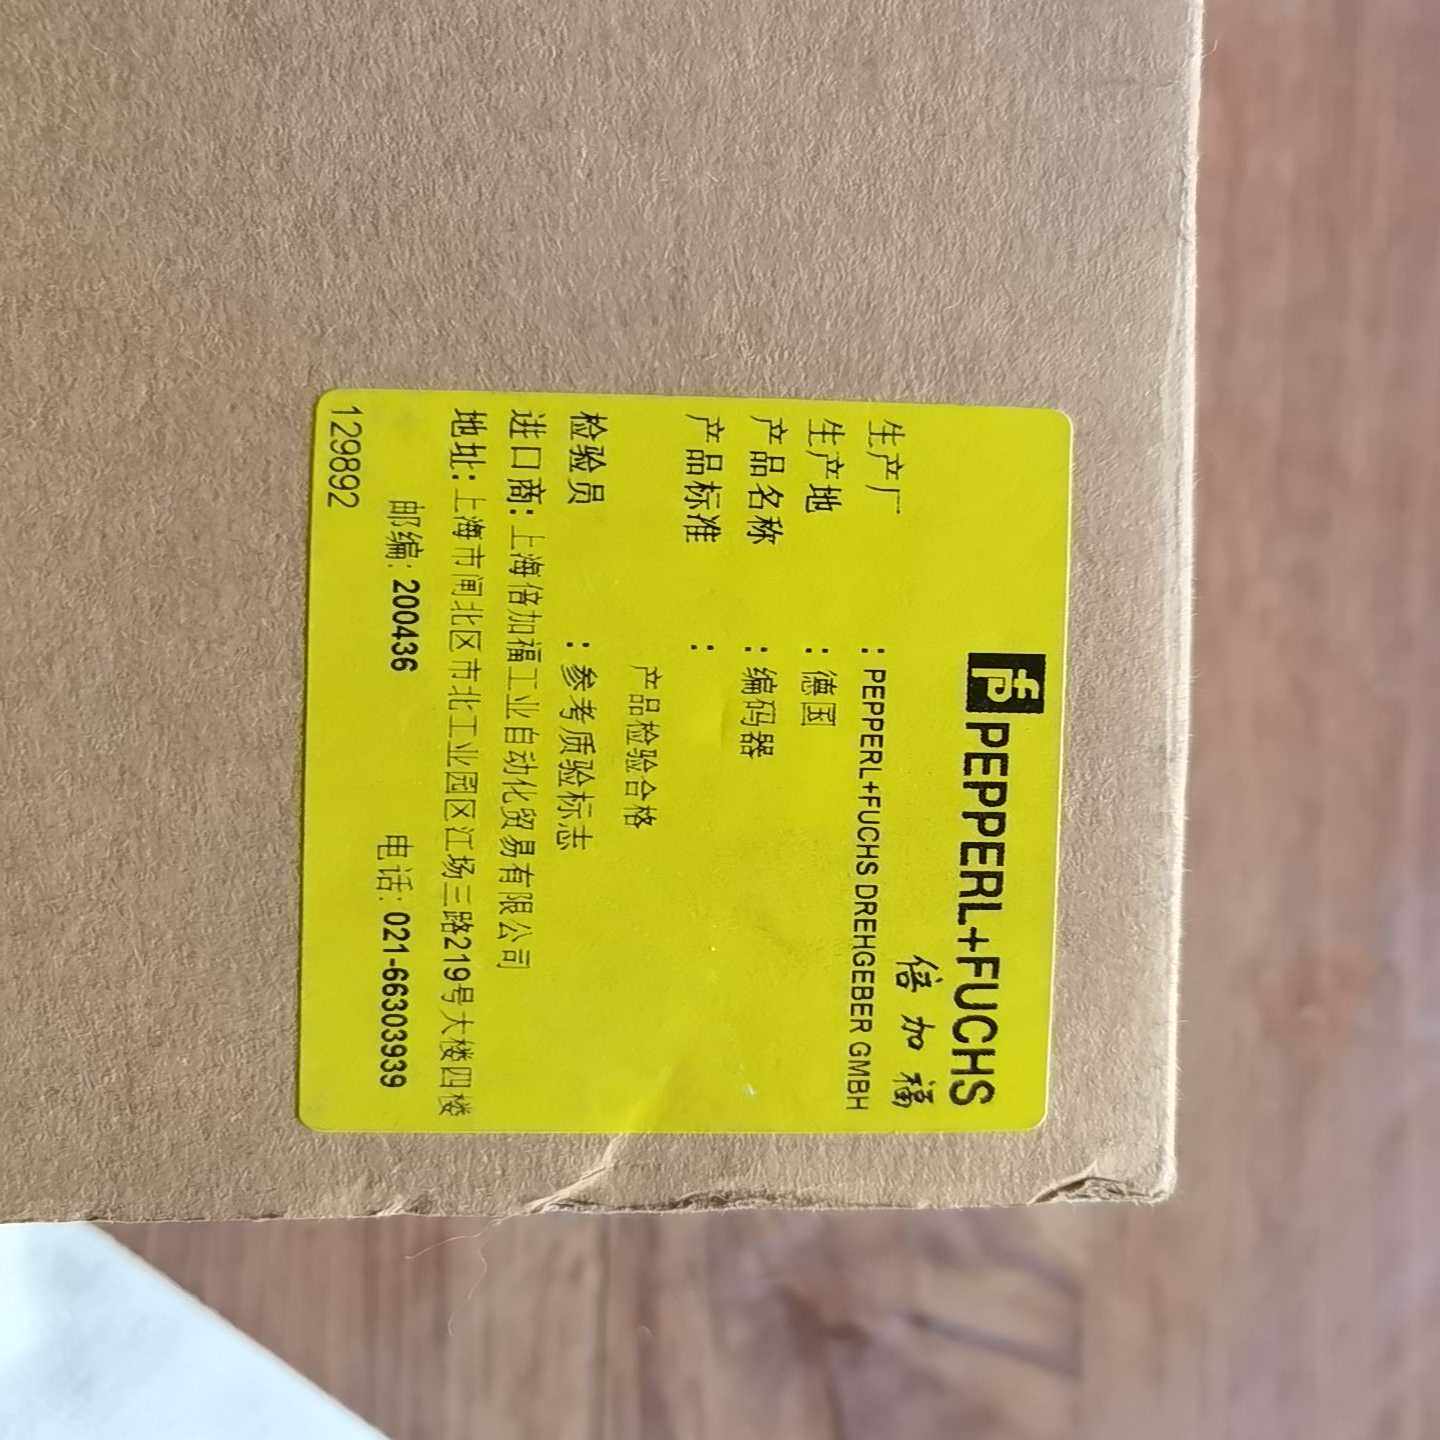 PEPPERL+FUCHS
倍加福
生产厂 : PEPPERL+FUCHS DREHGEBER GMBH
生产地 : 德国
产品名称 : 编码器
产品标准 :
产品检验合格
检验员 : 参考质验标志
进口商: 上海倍加福工业自动化贸易有限公司
地址: 上海市闸北区市北工业园区江场三路219号大楼四楼
邮编: 200436 电话: 021-66303939
129892